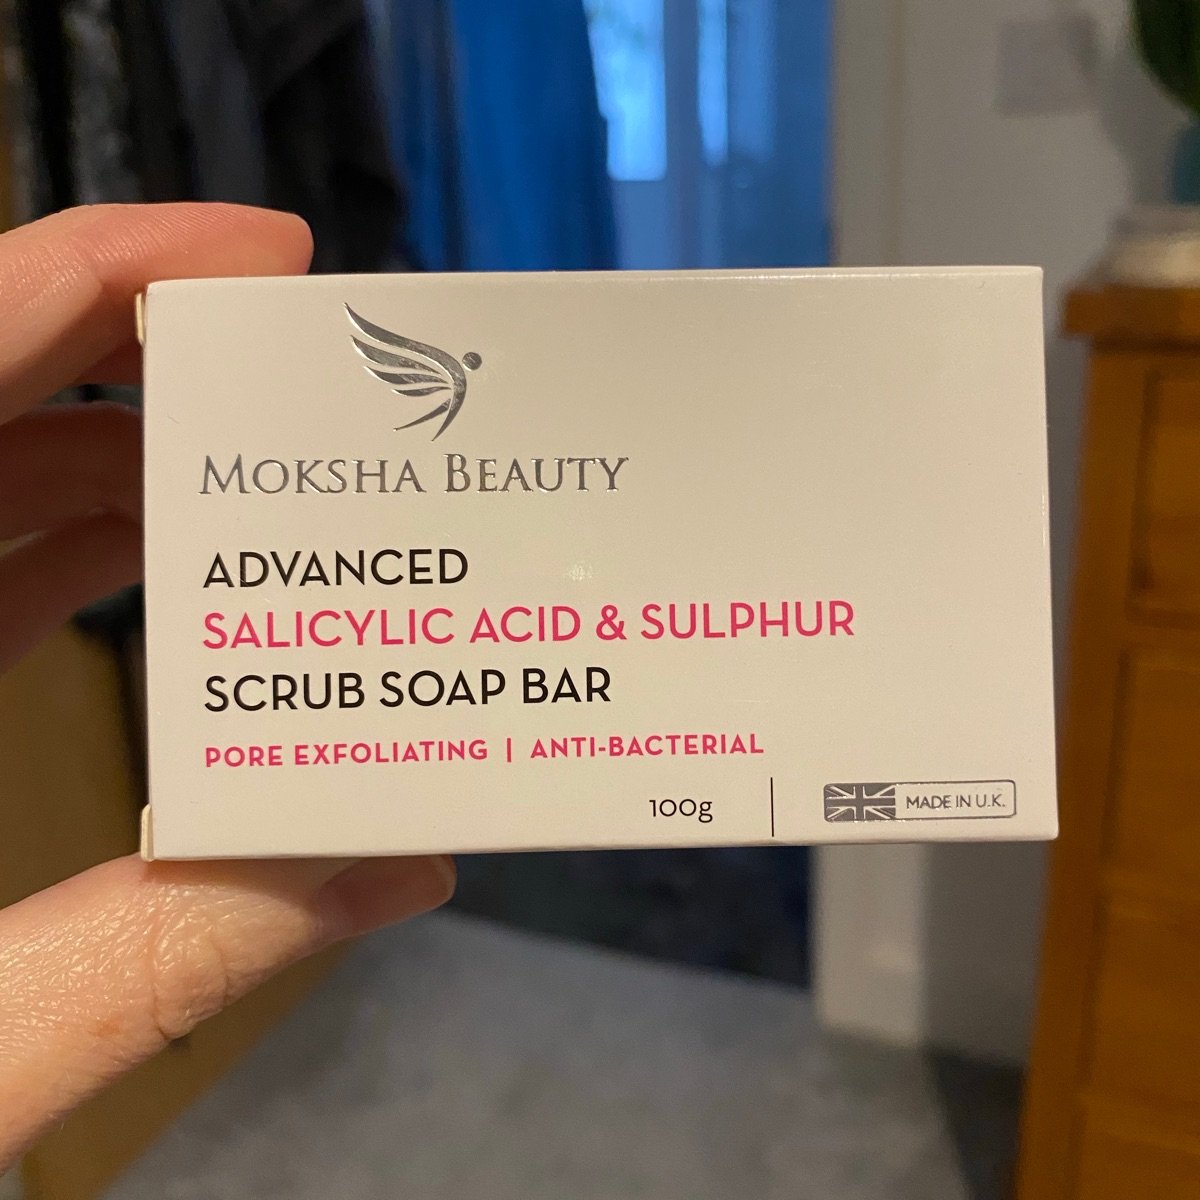 MOKSHA BEAUTY
ADVANCED
SALICYLIC ACID & SULPHUR
SCRUB SOAP BAR
PORE EXFOLIATING | ANTI-BACTERIAL
100g
MADE IN U.K.